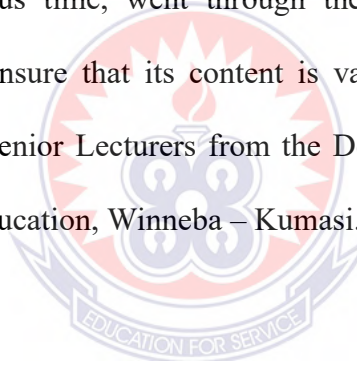 us time, went through the
nsure that its content is va
enior Lecturers from the D
ucation, Winneba – Kumasi.
EDUCATION FOR SERVICE